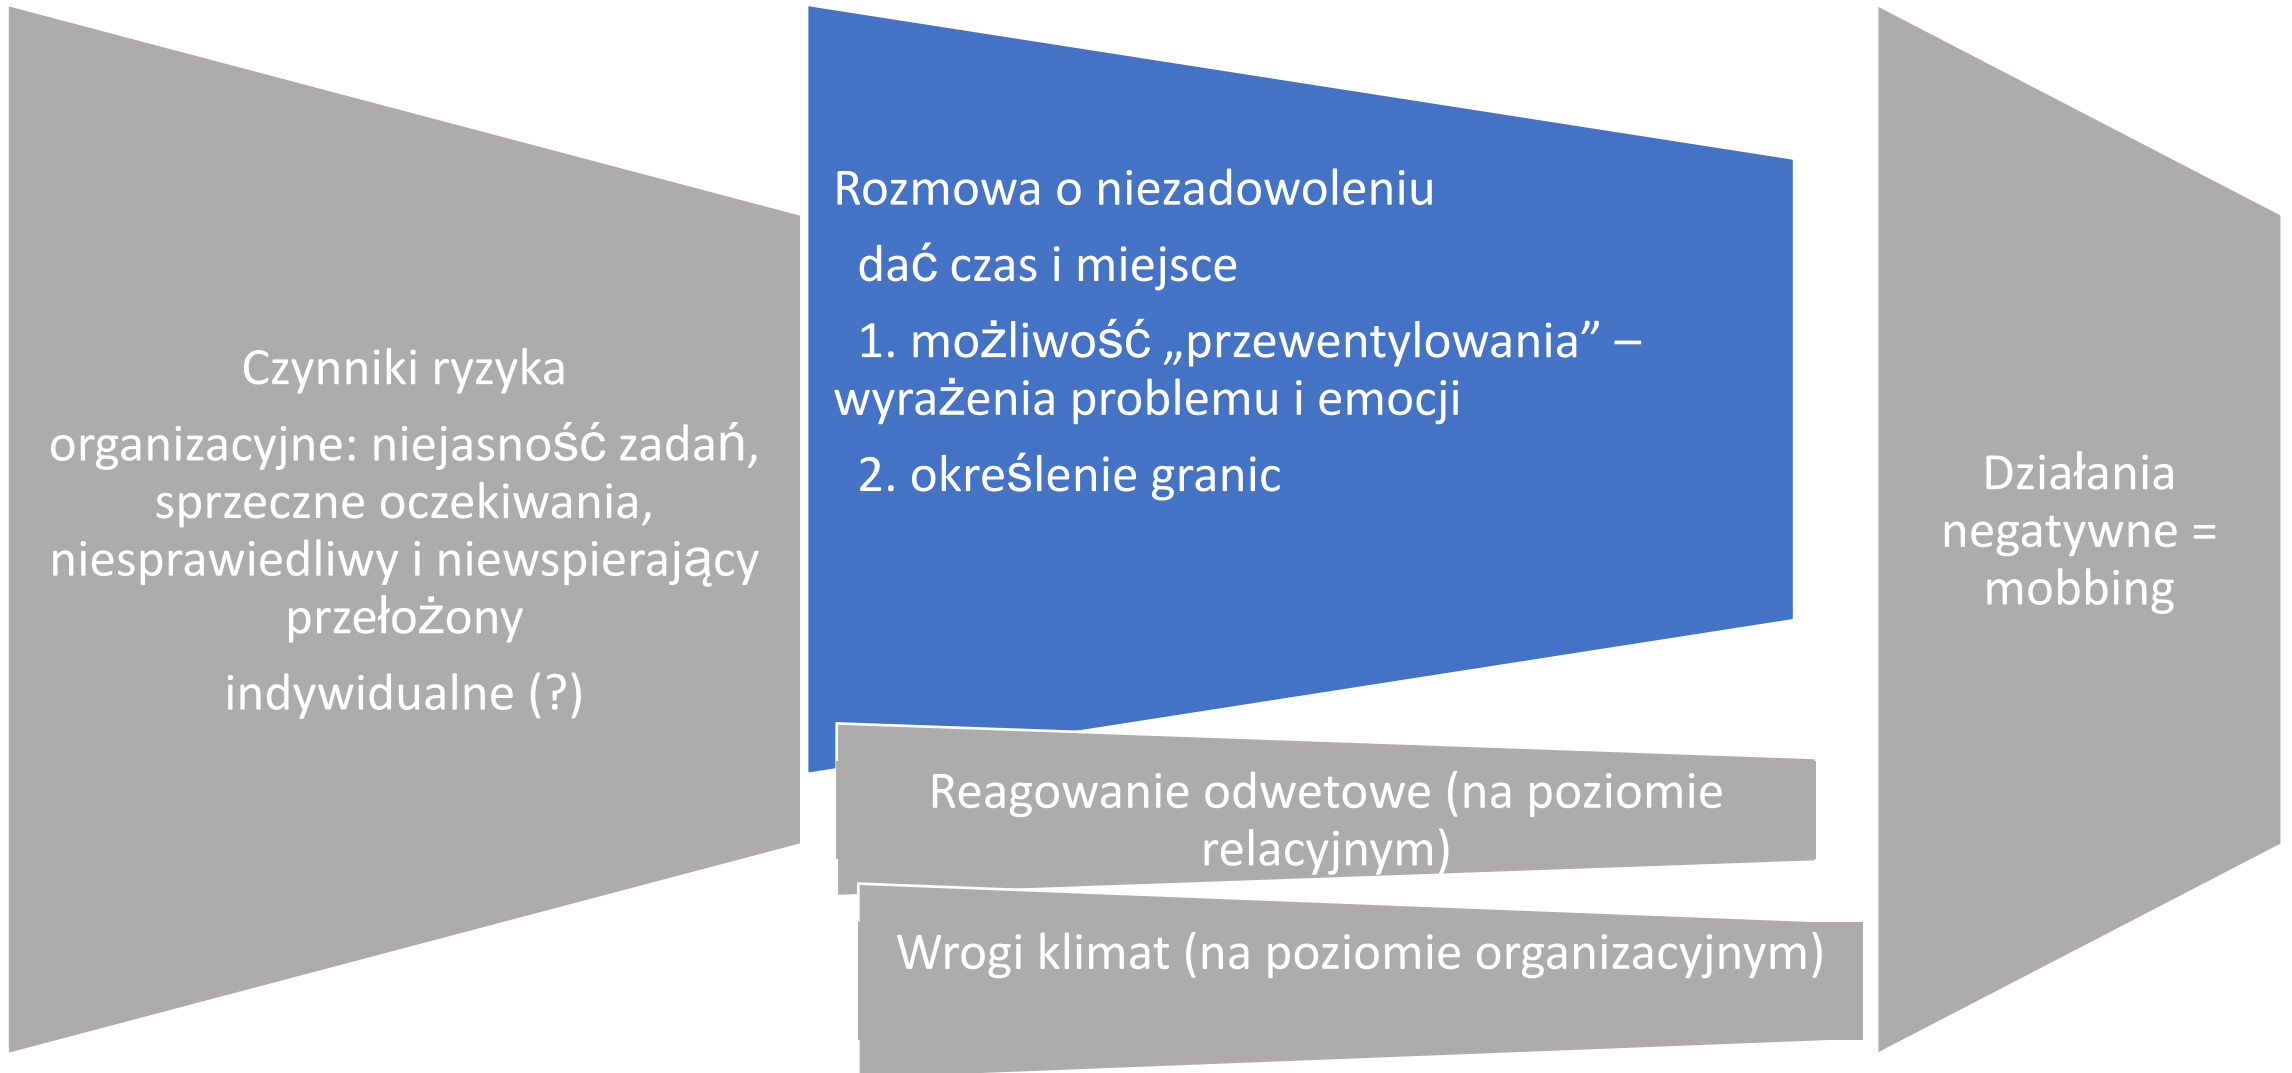 Czynniki ryzyka
organizacyjne: niejasność zadań,
sprzeczne oczekiwania,
niesprawiedliwy i niewspierający
przełożony
indywidualne (?)
Rozmowa o niezadowoleniu
dać czas i miejsce
1. możliwość „przewentylowania” –
wyrażenia problemu i emocji
2. określenie granic
Reagowanie odwetowe (na poziomie
relacyjnym)
Wrogi klimat (na poziomie organizacyjnym)
Działania
negatywne =
mobbing